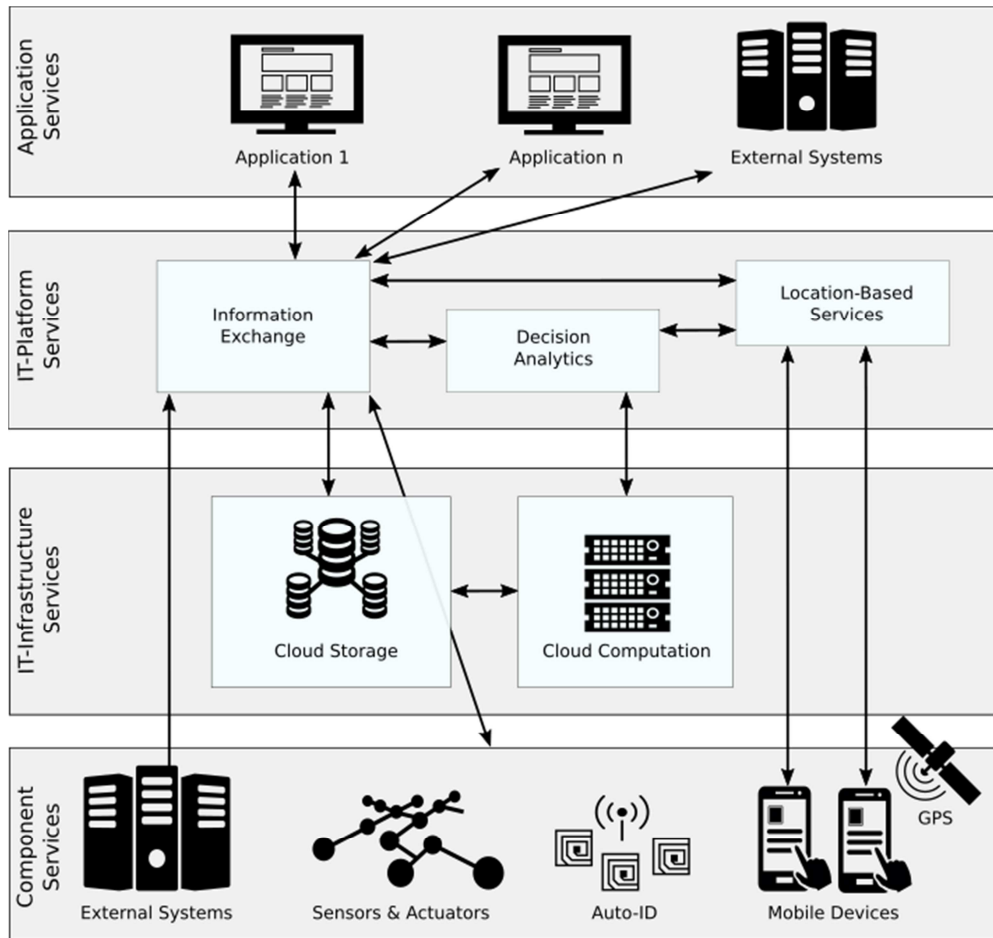 Application
Services
Application 1
Application n
External Systems
IT-Platform
Services
Information
Exchange
Decision
Analytics
Location-Based
Services
IT-Infrastructure
Services
Cloud Storage
Cloud Computation
Component
Services
GPS
External Systems
Sensors & Actuators
Auto-ID
Mobile Devices